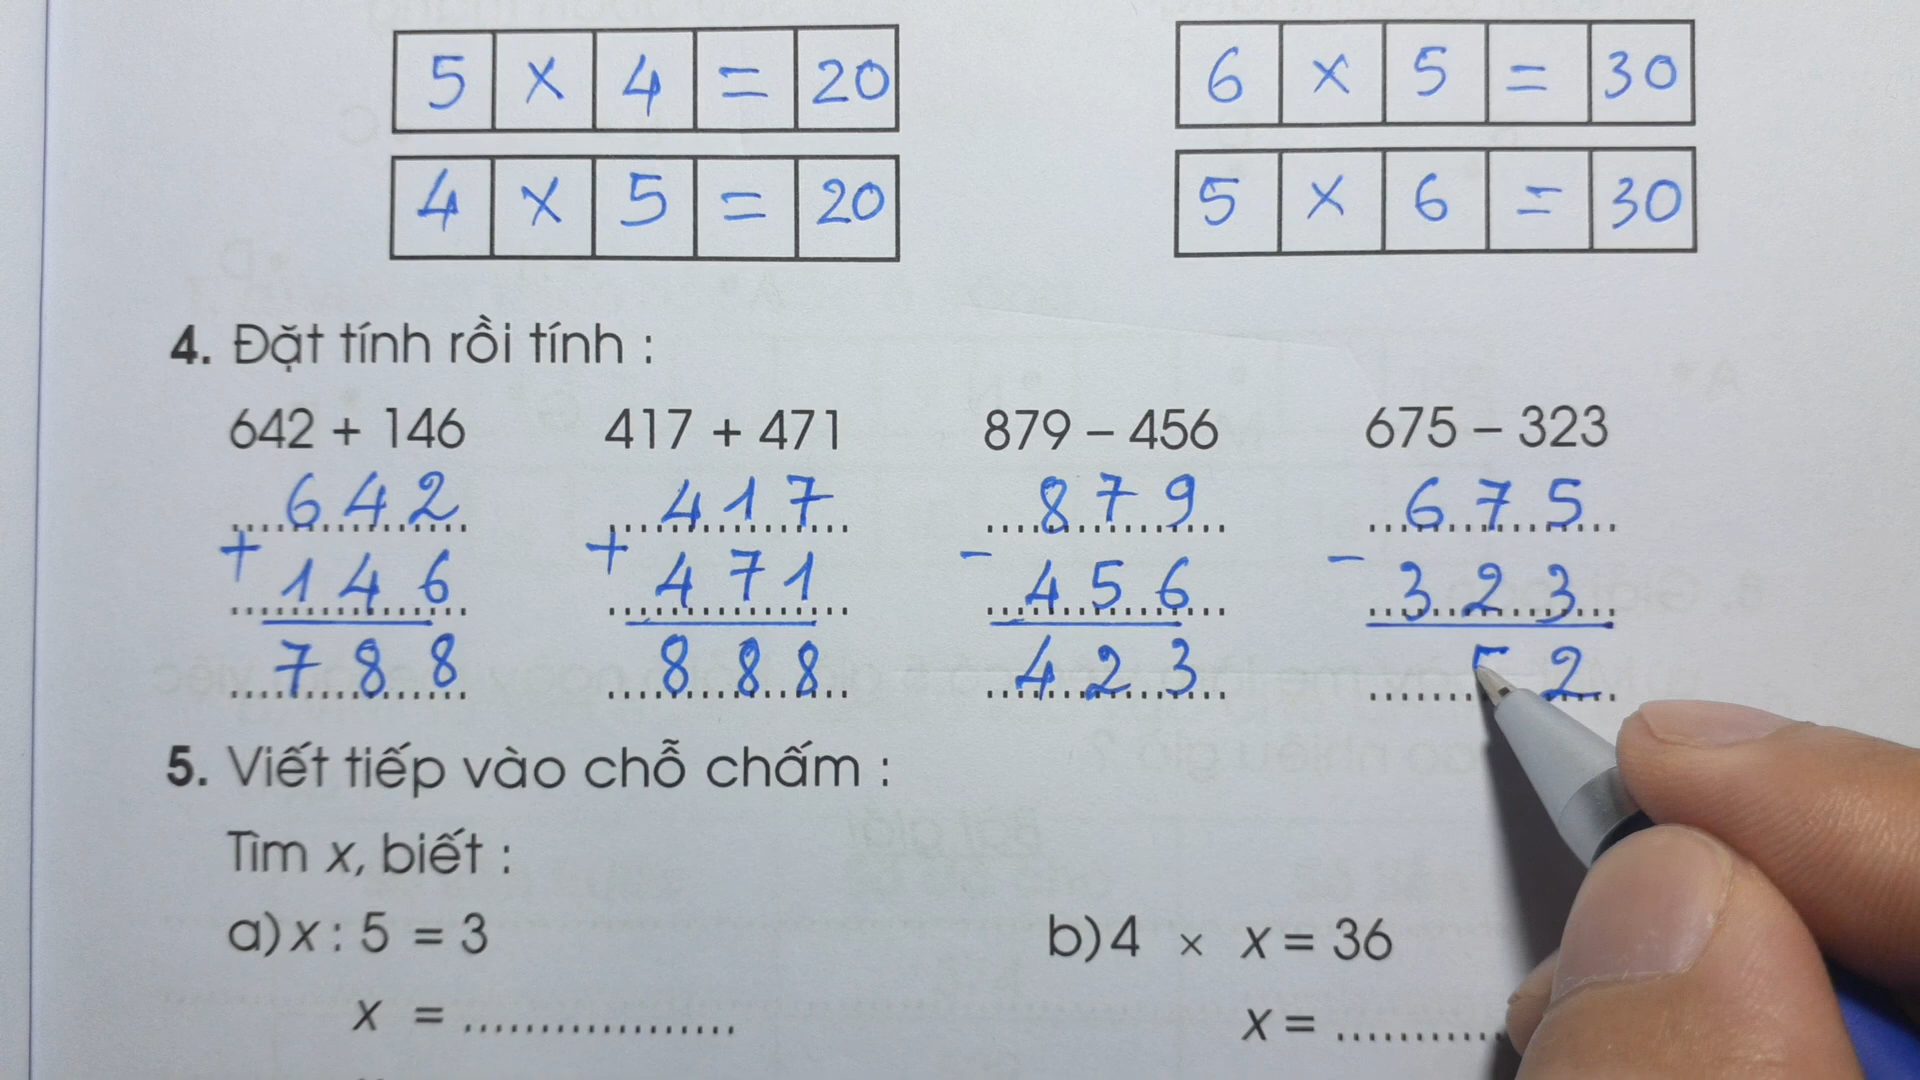 5 × 4 = 20 6 × 5 = 30
4 × 5 = 20 5 × 6 = 30
4. Đặt tính rồi tính :
642 + 146 417 + 471 879 – 456 675 – 323
642 417 879 675
+ + - -
146 471 456 323
788 888 423 52
5. Viết tiếp vào chỗ chấm :
Tìm x, biết :
a) x : 5 = 3 b) 4 × x = 36
x = .................... x = ...........